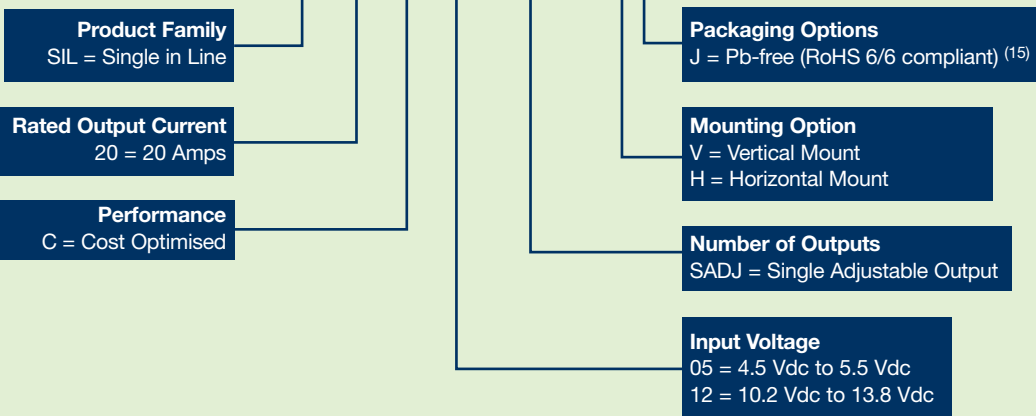 Product Family
SIL = Single in Line
Rated Output Current
20 = 20 Amps
Performance
C = Cost Optimised
Packaging Options
J = Pb-free (RoHS 6/6 compliant) (15)
Mounting Option
V = Vertical Mount
H = Horizontal Mount
Number of Outputs
SADJ = Single Adjustable Output
Input Voltage
05 = 4.5 Vdc to 5.5 Vdc
12 = 10.2 Vdc to 13.8 Vdc